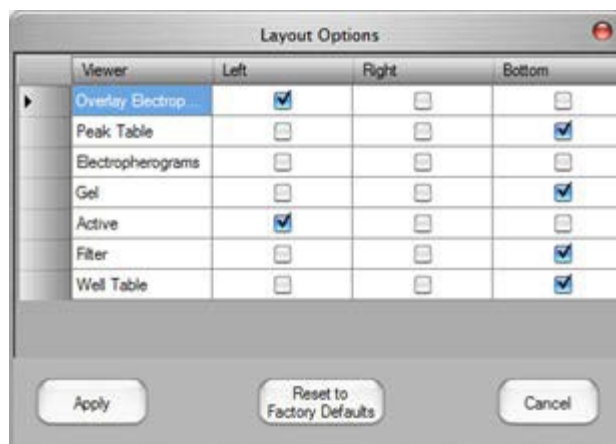 Layout Options
Viewer Left Right Bottom
Overlay Electrop...
Peak Table
Electropherograms
Gel
Active
Filter
Well Table
Apply
Reset to
Factory Defaults
Cancel